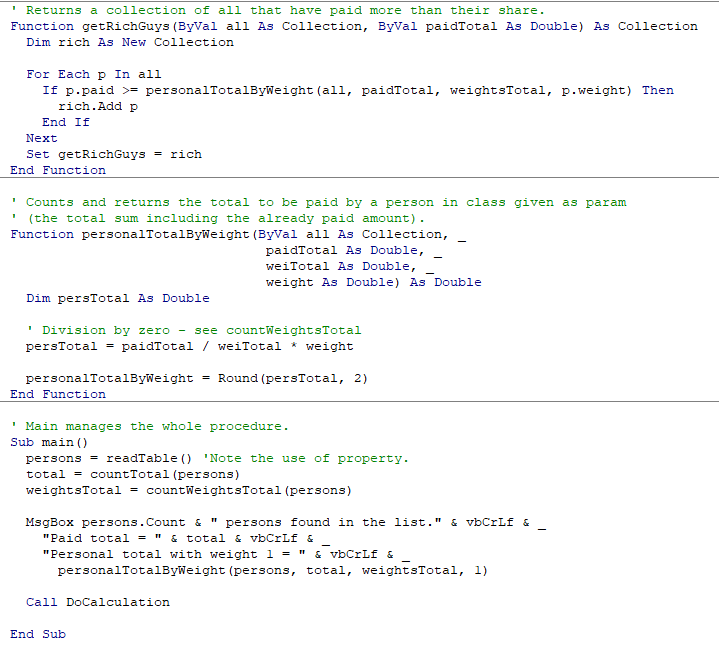 ' Returns a collection of all that have paid more than their share.
Function getRichGuys(ByVal all As Collection, ByVal paidTotal As Double) As Collection
  Dim rich As New Collection

  For Each p In all
    If p.paid >= personalTotalByWeight(all, paidTotal, weightsTotal, p.weight) Then
      rich.Add p
    End If
  Next
  Set getRichGuys = rich
End Function

' Counts and returns the total to be paid by a person in class given as param
' (the total sum including the already paid amount).
Function personalTotalByWeight(ByVal all As Collection, _
                                paidTotal As Double, _
                                weiTotal As Double, _
                                weight As Double) As Double
  Dim persTotal As Double

  ' Division by zero - see countWeightsTotal
  persTotal = paidTotal / weiTotal * weight

  personalTotalByWeight = Round(persTotal, 2)
End Function

' Main manages the whole procedure.
Sub main()
  persons = readTable() 'Note the use of property.
  total = countTotal(persons)
  weightsTotal = countWeightsTotal(persons)

  MsgBox persons.Count & " persons found in the list." & vbCrLf & _
    "Paid total = " & total & vbCrLf & _
    "Personal total with weight 1 = " & vbCrLf & _
      personalTotalByWeight(persons, total, weightsTotal, 1)

  Call DoCalculation

End Sub